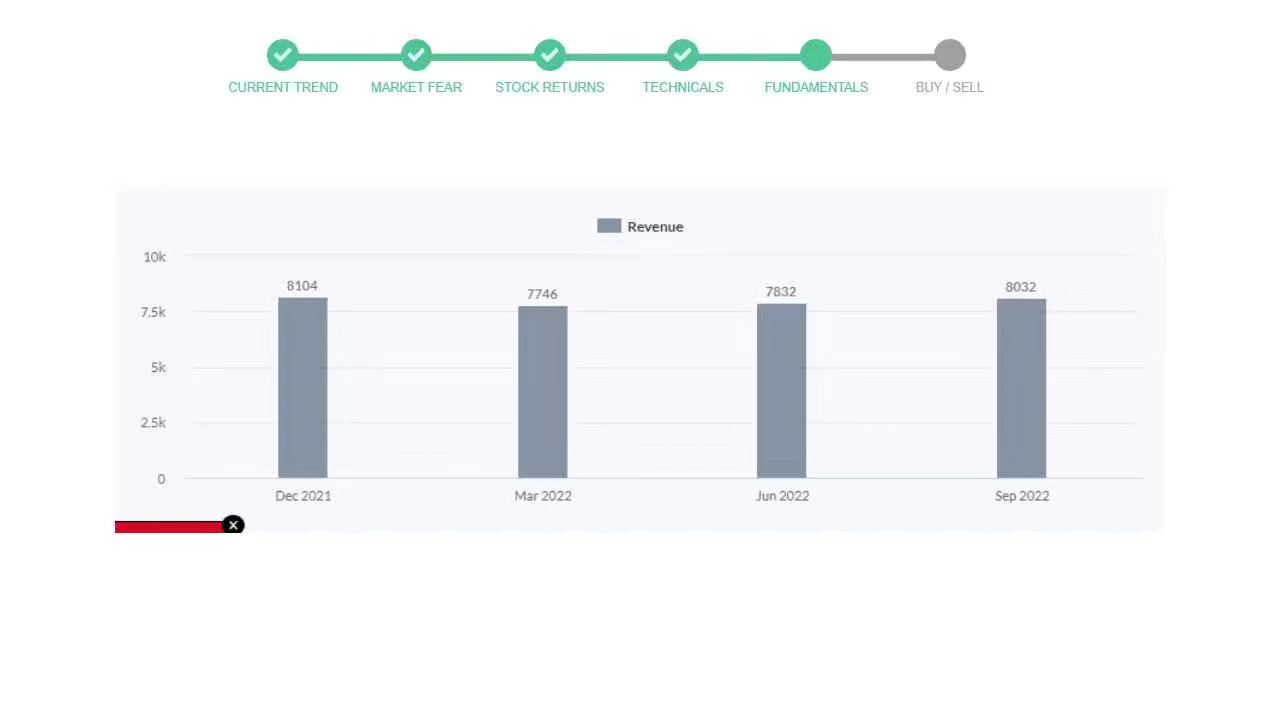 CURRENT TREND MARKET FEAR STOCK RETURNS TECHNICALS FUNDAMENTALS BUY / SELL
Revenue
10k
8104 7746 7832 8032
7.5k
5k
2.5k
0
Dec 2021 Mar 2022 Jun 2022 Sep 2022